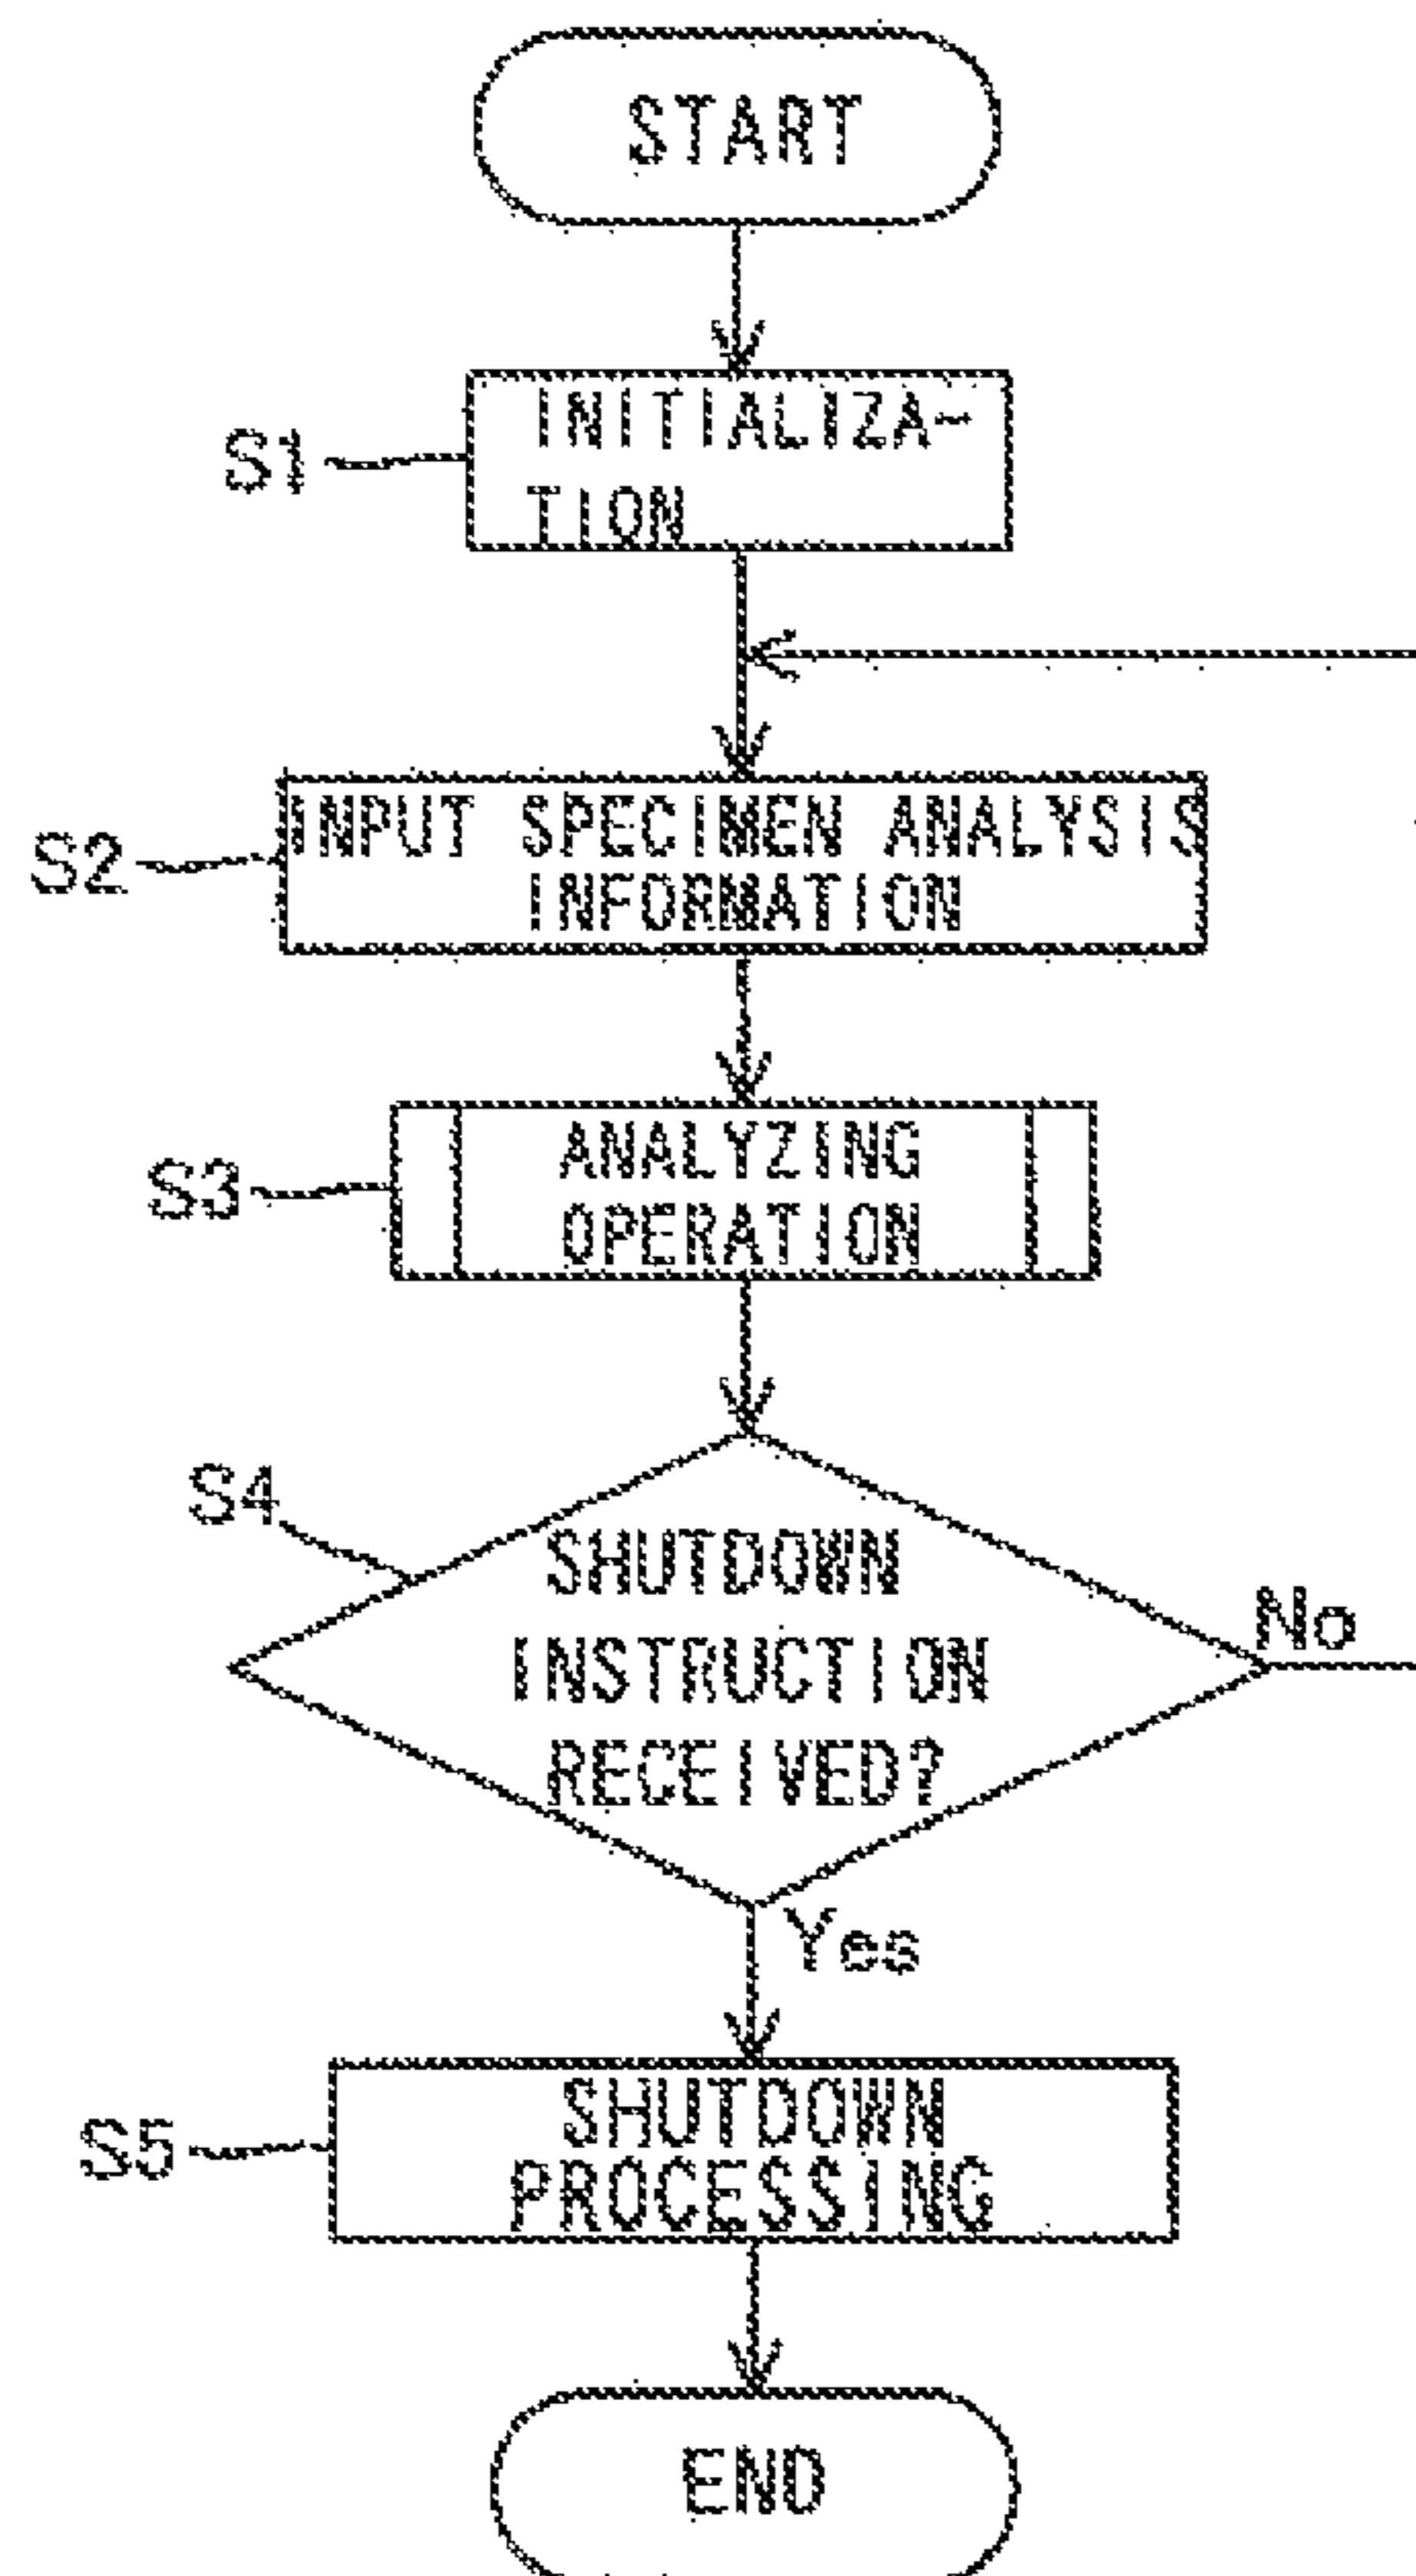 START
S1
INITIALIZA-
TION
S2
INPUT SPECIMEN ANALYSIS
INFORMATION
S3
ANALYZING
OPERATION
S4
SHUTDOWN
INSTRUCTION
RECEIVED?
No
Yes
S5
SHUTDOWN
PROCESSING
END